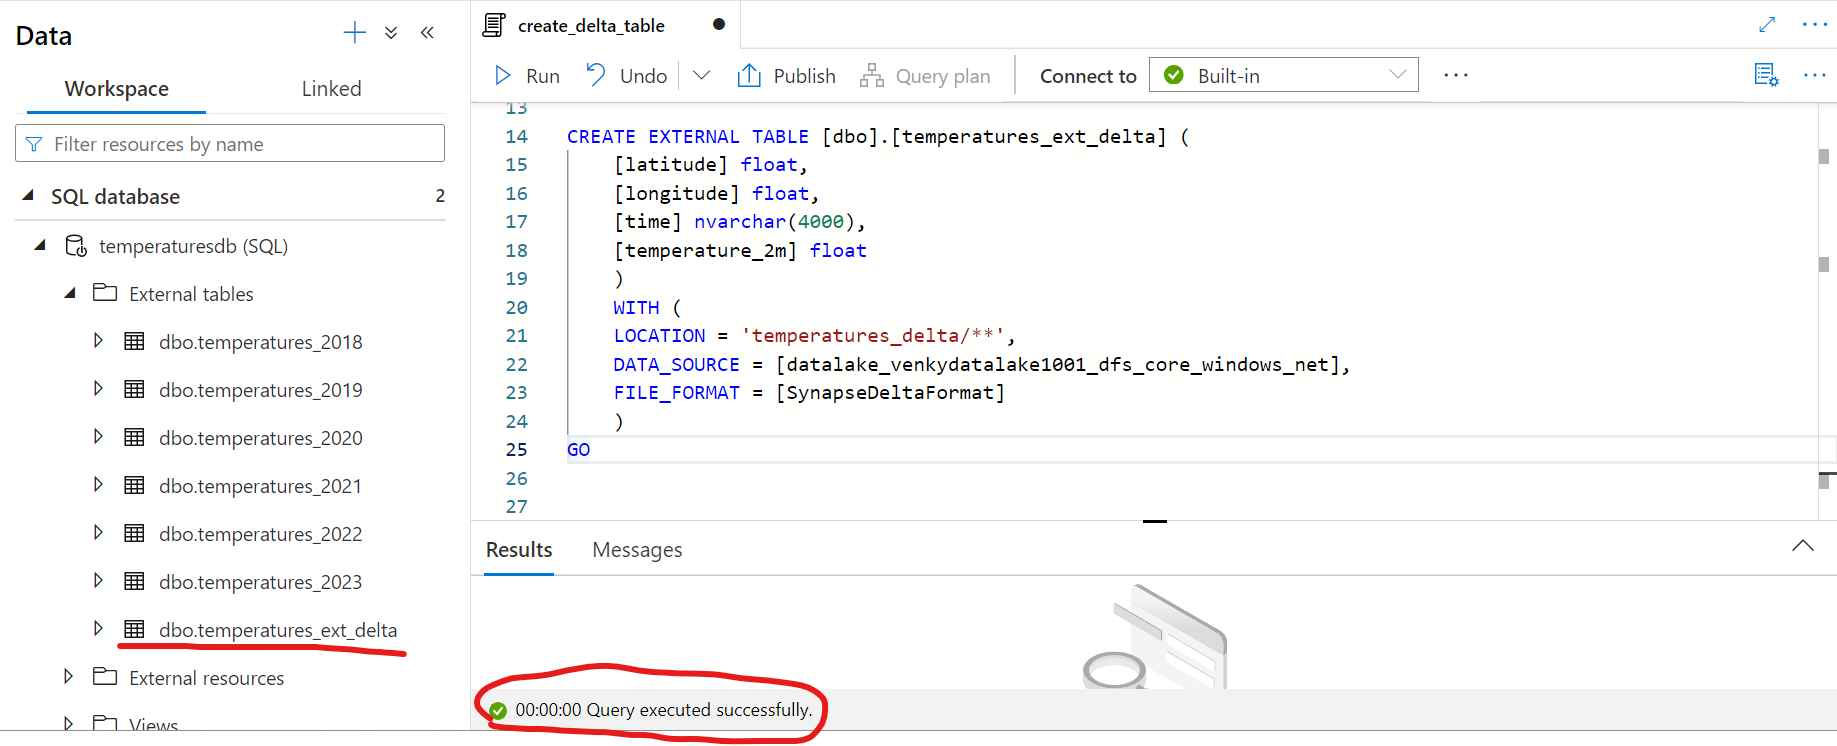 Data
Workspace Linked
Filter resources by name
SQL database 2
temperaturesdb (SQL)
External tables
dbo.temperatures_2018
dbo.temperatures_2019
dbo.temperatures_2020
dbo.temperatures_2021
dbo.temperatures_2022
dbo.temperatures_2023
dbo.temperatures_ext_delta
External resources
Views
create_delta_table
Run Undo Publish Query plan Connect to Built-in
13
14 CREATE EXTERNAL TABLE [dbo].[temperatures_ext_delta] (
15 [latitude] float,
16 [longitude] float,
17 [time] nvarchar(4000),
18 [temperature_2m] float
19 )
20 WITH (
21 LOCATION = 'temperatures_delta/**',
22 DATA_SOURCE = [datalake_venkydatalake1001_dfs_core_windows_net],
23 FILE_FORMAT = [SynapseDeltaFormat]
24 )
25 GO
26
27
Results Messages
00:00:00 Query executed successfully.